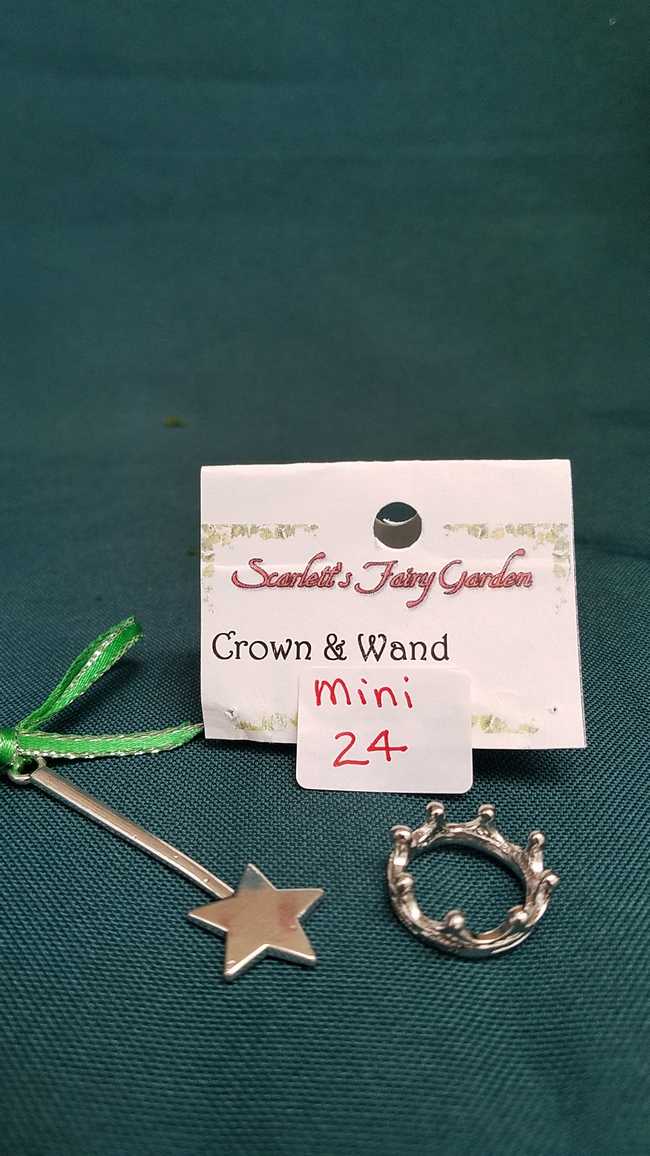 Scarlett's Fairy Garden
Crown & Wand
mini
24